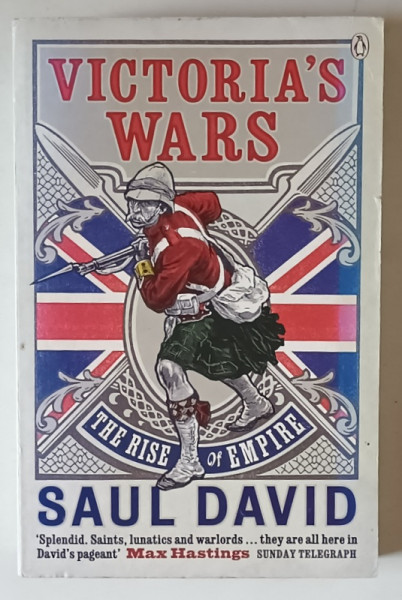 VICTORIA'S
WARS
THE RISE Of EMPIRE
SAUL DAVID
'Splendid. Saints, lunatics and warlords ... they are all here in
David's pageant' Max Hastings SUNDAY TELEGRAPH